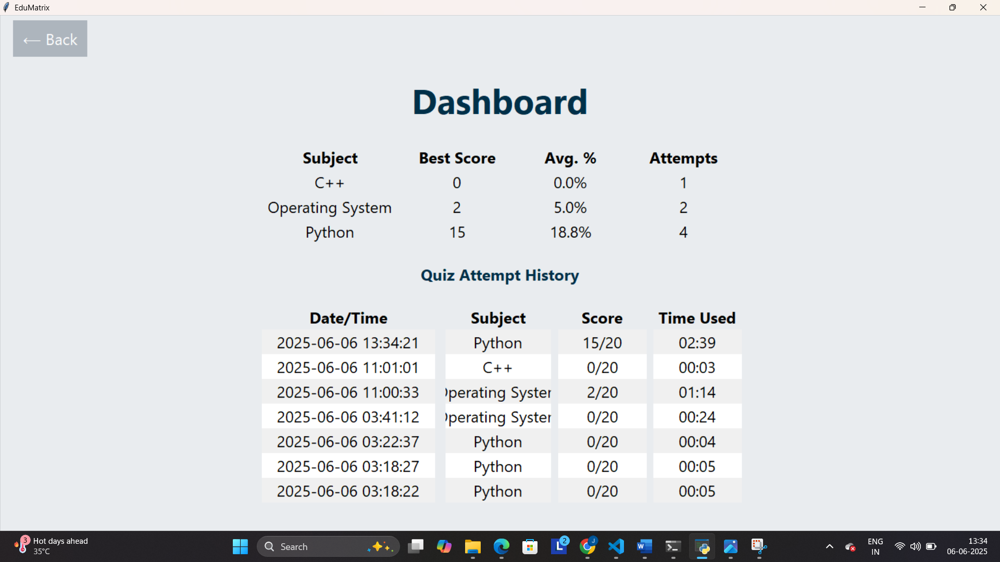 EduMatrix
← Back
Dashboard
Subject Best Score Avg. % Attempts
C++ 0 0.0% 1
Operating System 2 5.0% 2
Python 15 18.8% 4
Quiz Attempt History
Date/Time Subject Score Time Used
2025-06-06 13:34:21 Python 15/20 02:39
2025-06-06 11:01:01 C++ 0/20 00:03
2025-06-06 11:00:33 Operating System 2/20 01:14
2025-06-06 03:41:12 Operating System 0/20 00:24
2025-06-06 03:22:37 Python 0/20 00:04
2025-06-06 03:18:27 Python 0/20 00:05
2025-06-06 03:18:22 Python 0/20 00:05
3 Hot days ahead
35°C
Search
L 2
J
W
ENG
IN
13:34
06-06-2025